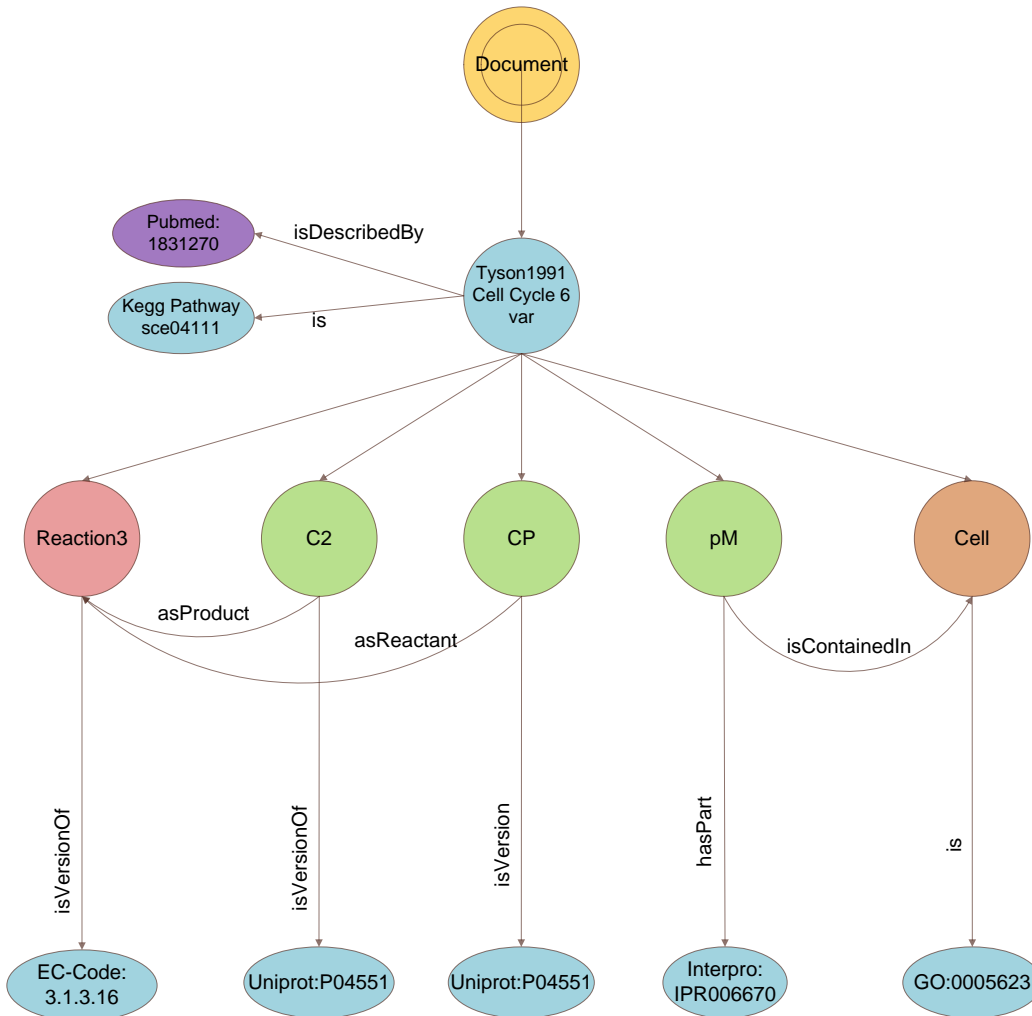 Document
Pubmed:
1831270
isDescribedBy
Tyson1991
Cell Cycle 6
var
Kegg Pathway
sce04111
is
Reaction3
C2
CP
pM
Cell
asProduct
asReactant
isContainedIn
isVersionOf
isVersionOf
isVersion
hasPart
is
EC-Code:
3.1.3.16
Uniprot:P04551
Uniprot:P04551
Interpro:
IPR006670
GO:0005623